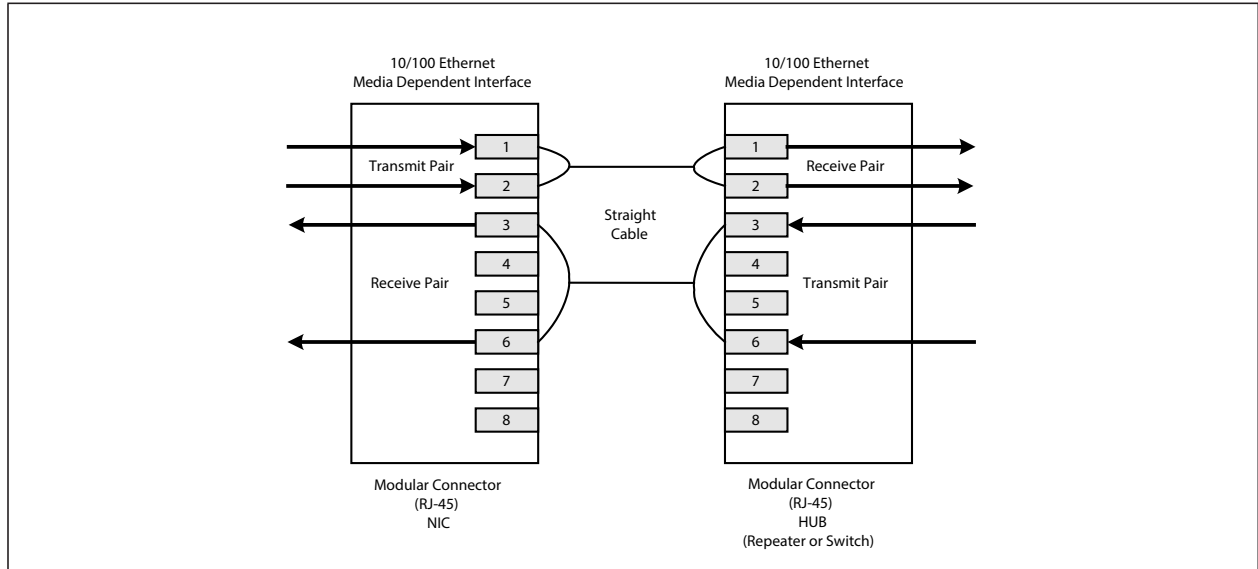 10/100 Ethernet
Media Dependent Interface
1
Transmit Pair
2
3
4
Receive Pair
5
6
7
8
Modular Connector
(RJ-45)
NIC
Straight
Cable
10/100 Ethernet
Media Dependent Interface
1
Receive Pair
2
3
4
Transmit Pair
5
6
7
8
Modular Connector
(RJ-45)
HUB
(Repeater or Switch)